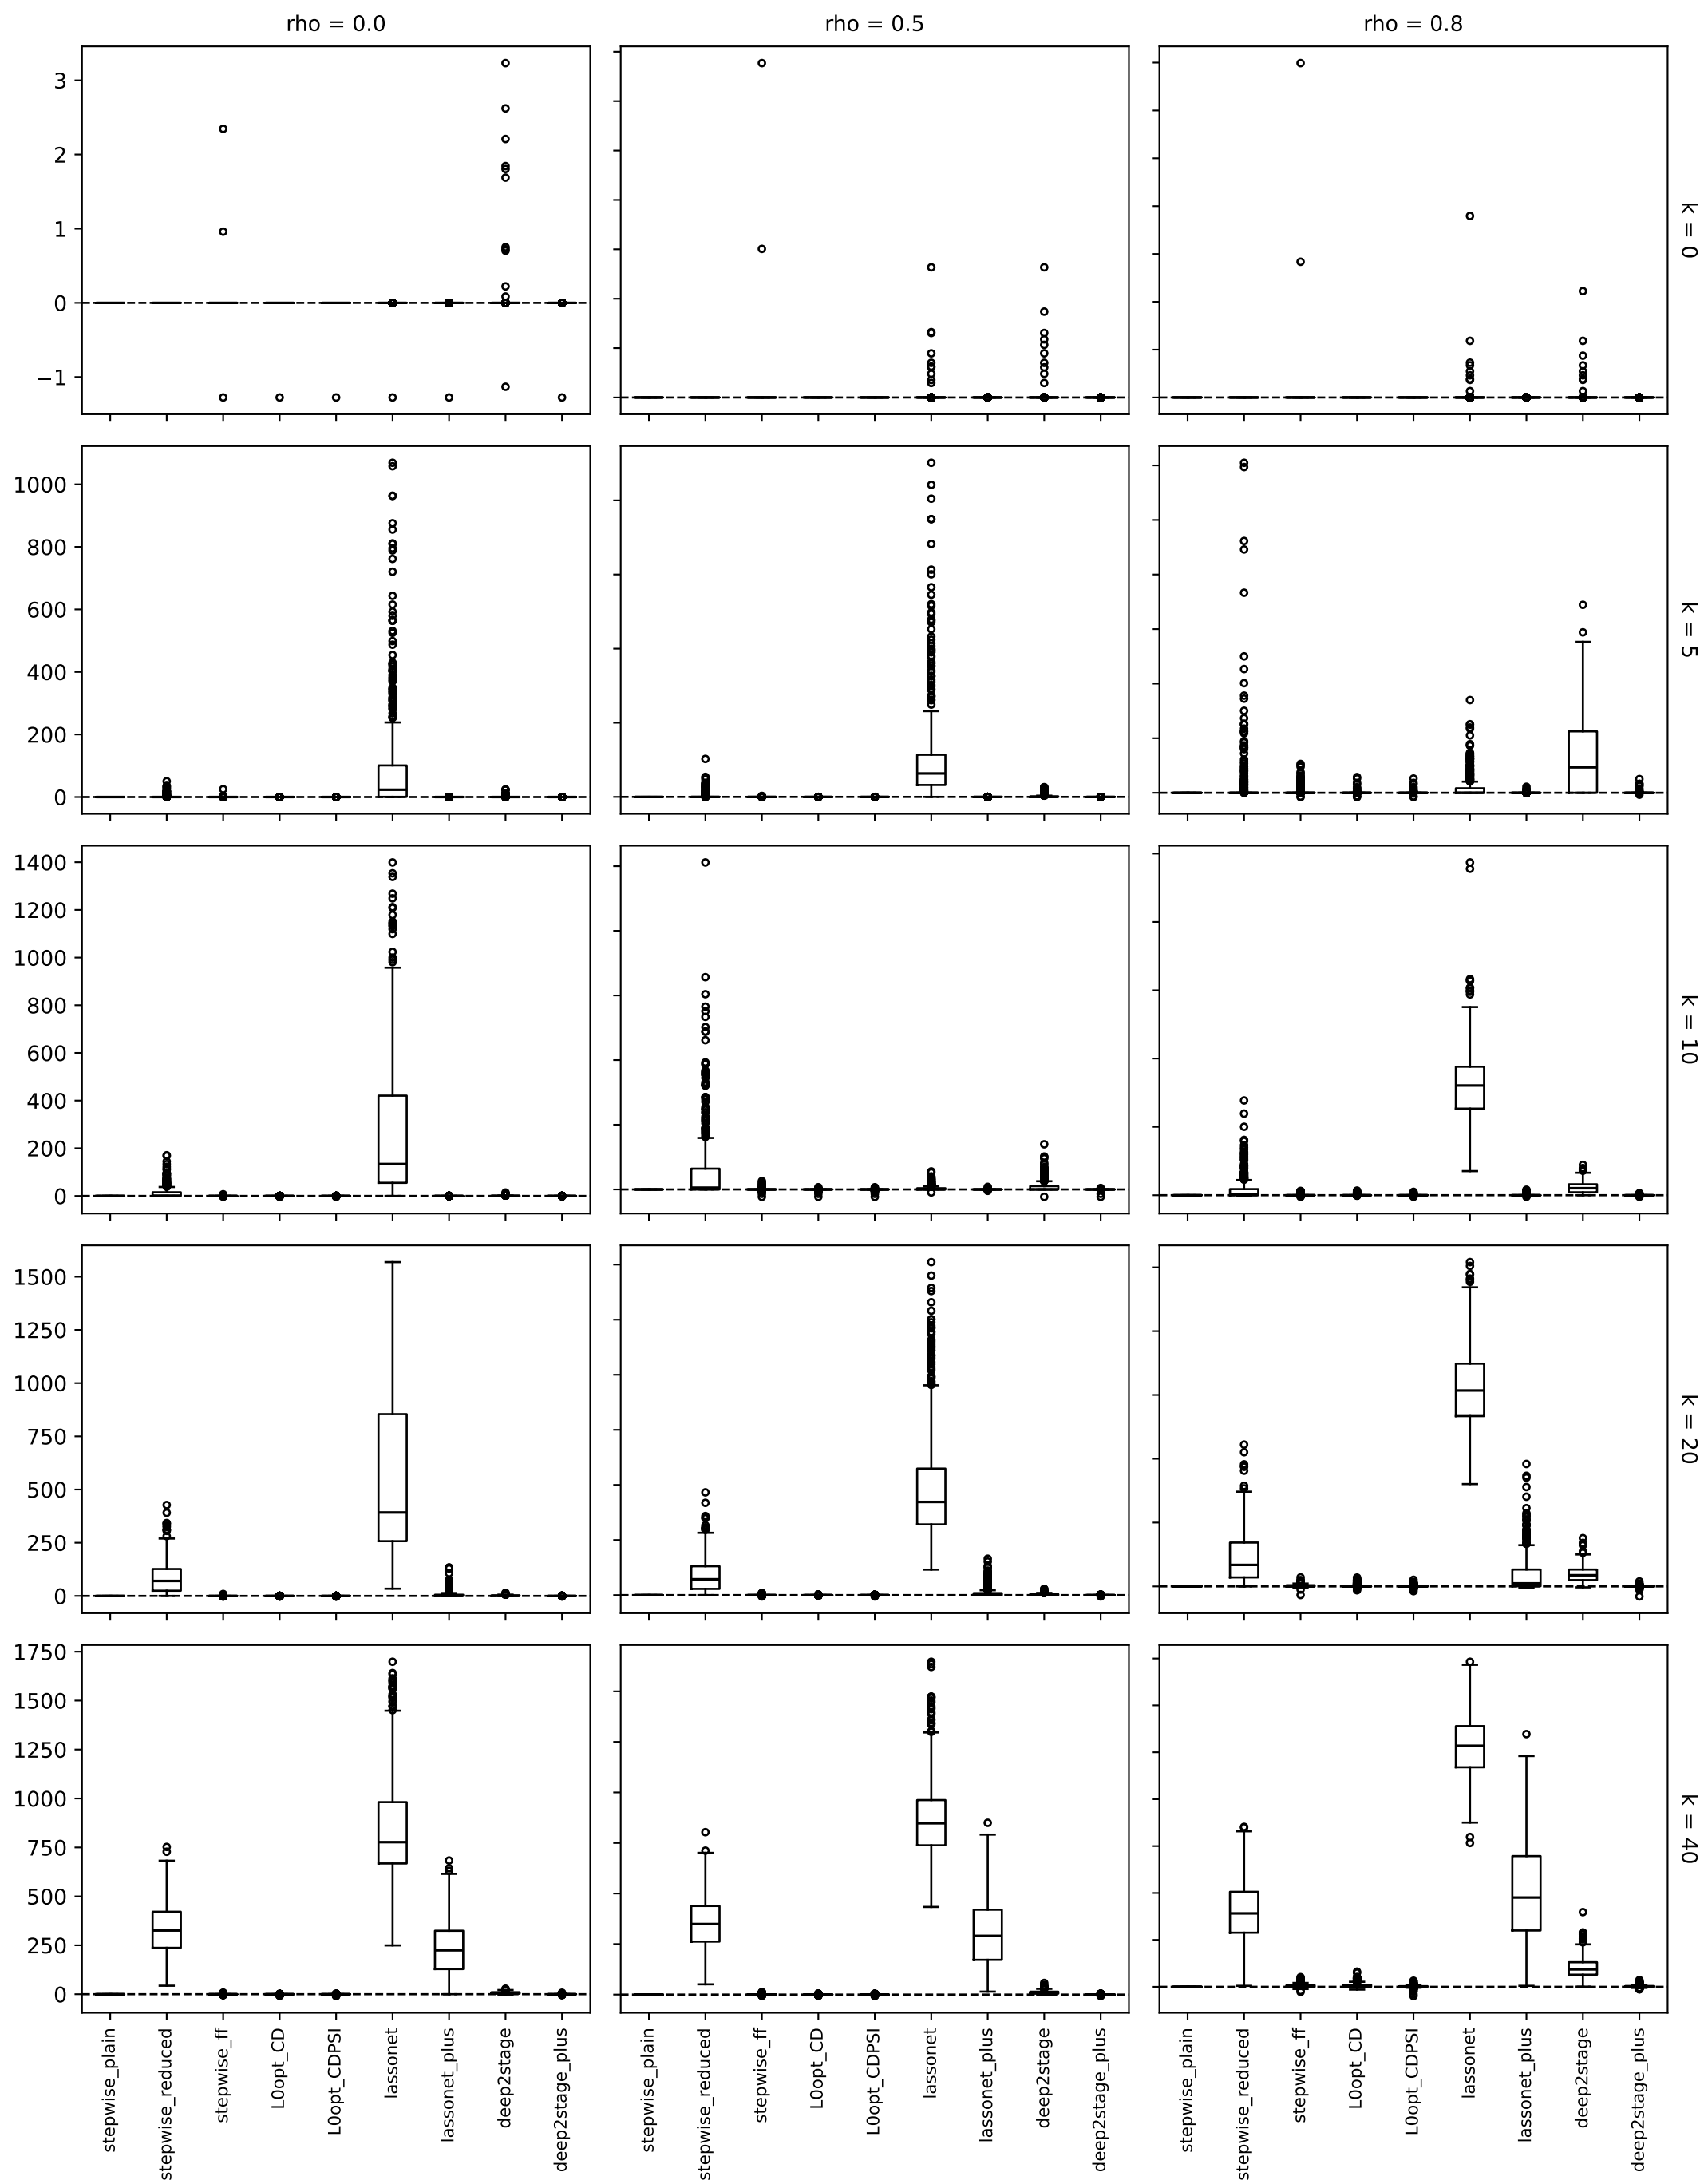 rho = 0.0
rho = 0.5
rho = 0.8
3
2
1
0
−1
k = 0
1000
800
600
400
200
0
k = 5
1400
1200
1000
800
600
400
200
0
k = 10
1500
1250
1000
750
500
250
0
k = 20
1750
1500
1250
1000
750
500
250
0
k = 40
stepwise_plain
stepwise_reduced
stepwise_ff
L0opt_CD
L0opt_CDPSI
lassonet
lassonet_plus
deep2stage
deep2stage_plus
stepwise_plain
stepwise_reduced
stepwise_ff
L0opt_CD
L0opt_CDPSI
lassonet
lassonet_plus
deep2stage
deep2stage_plus
stepwise_plain
stepwise_reduced
stepwise_ff
L0opt_CD
L0opt_CDPSI
lassonet
lassonet_plus
deep2stage
deep2stage_plus